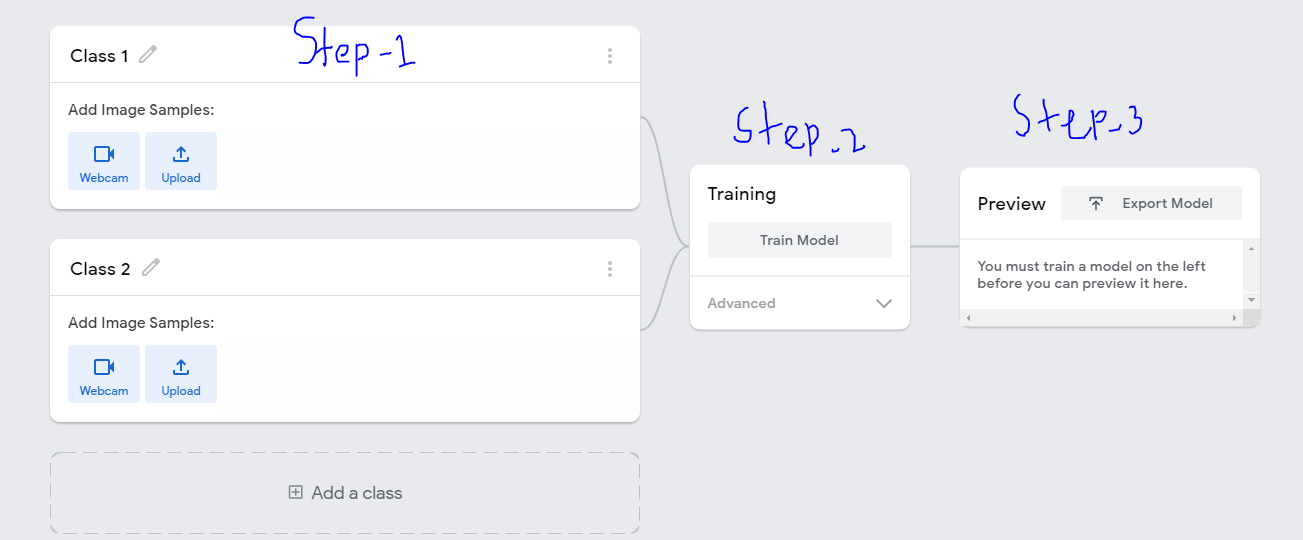 Step-1
Class 1
Add Image Samples:
Webcam
Upload
Class 2
Add Image Samples:
Webcam
Upload
Add a class
Step-2
Training
Train Model
Advanced
Step-3
Preview
Export Model
You must train a model on the left
before you can preview it here.